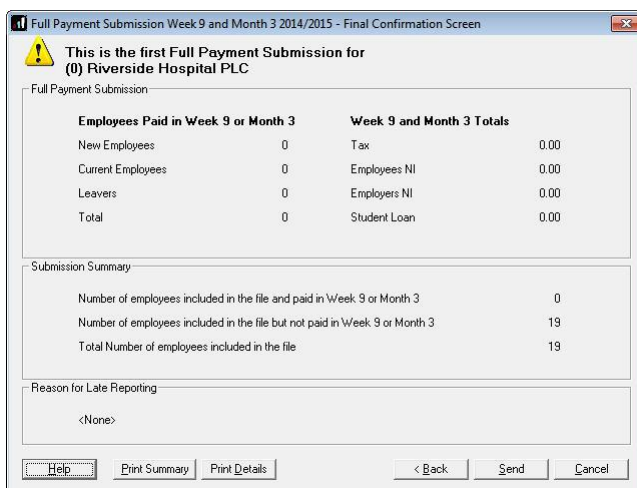 Full Payment Submission Week 9 and Month 3 2014/2015 - Final Confirmation Screen
This is the first Full Payment Submission for
(0) Riverside Hospital PLC
Full Payment Submission
Employees Paid in Week 9 or Month 3 Week 9 and Month 3 Totals
New Employees 0 Tax 0.00
Current Employees 0 Employees NI 0.00
Leavers 0 Employers NI 0.00
Total 0 Student Loan 0.00
Submission Summary
Number of employees included in the file and paid in Week 9 or Month 3 0
Number of employees included in the file but not paid in Week 9 or Month 3 19
Total Number of employees included in the file 19
Reason for Late Reporting
<None>
Help Print Summary Print Details < Back Send Cancel